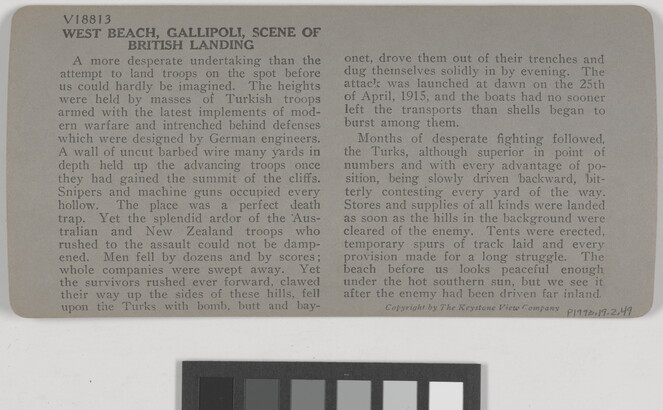 V18813
WEST BEACH, GALLIPOLI, SCENE OF
BRITISH LANDING
A more desperate undertaking than the
attempt to land troops on the spot before
us could hardly be imagined. The heights
were held by masses of Turkish troops
armed with the latest implements of mod-
ern warfare and intrenched behind defenses
which were designed by German engineers.
A wall of uncut barbed wire many yards in
depth held up the advancing troops once
they had gained the summit of the cliffs.
Snipers and machine guns occupied every
hollow. The place was a perfect death
trap. Yet the splendid ardor of the Aus-
tralian and New Zealand troops who
rushed to the assault could not be damp-
ened. Men fell by dozens and by scores;
whole companies were swept away. Yet
the survivors rushed ever forward, clawed
their way up the sides of these hills, fell
upon the Turks with bomb, butt and bay-
onet, drove them out of their trenches and
dug themselves solidly in by evening. The
attack was launched at dawn on the 25th
of April, 1915, and the boats had no sooner
left the transports than shells began to
burst among them.
Months of desperate fighting followed,
the Turks, although superior in point of
numbers and with every advantage of po-
sition, being slowly driven backward, bit-
terly contesting every yard of the way.
Stores and supplies of all kinds were landed
as soon as the hills in the background were
cleared of the enemy. Tents were erected,
temporary spurs of track laid and every
provision made for a long struggle. The
beach before us looks peaceful enough
under the hot southern sun, but we see it
after the enemy had been driven far inland.
Copyright by The Keystone View Company
P1990.19.2.49